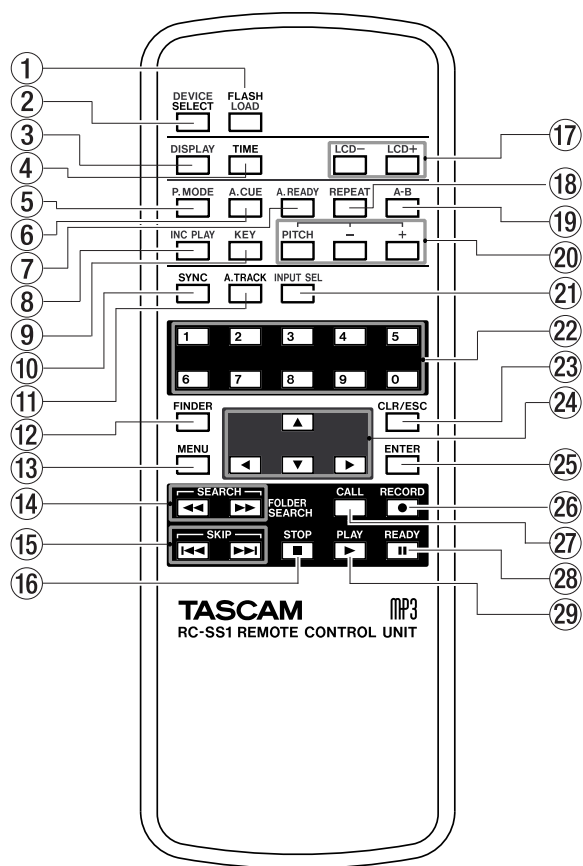 1
2
3
4
5
6
7
8
9
10
11
12
13
14
15
16
17
18
19
20
21
22
23
24
25
26
27
28
29
DEVICE SELECT
FLASH LOAD
DISPLAY TIME LCD− LCD+
P.MODE A.CUE A.READY REPEAT A-B
INC PLAY KEY PITCH − +
SYNC A.TRACK INPUT SEL
1 2 3 4 5
6 7 8 9 0
FINDER CLR/ESC
MENU ENTER
SEARCH FOLDER SEARCH CALL RECORD
SKIP STOP PLAY READY
TASCAM MP3
RC-SS1 REMOTE CONTROL UNIT